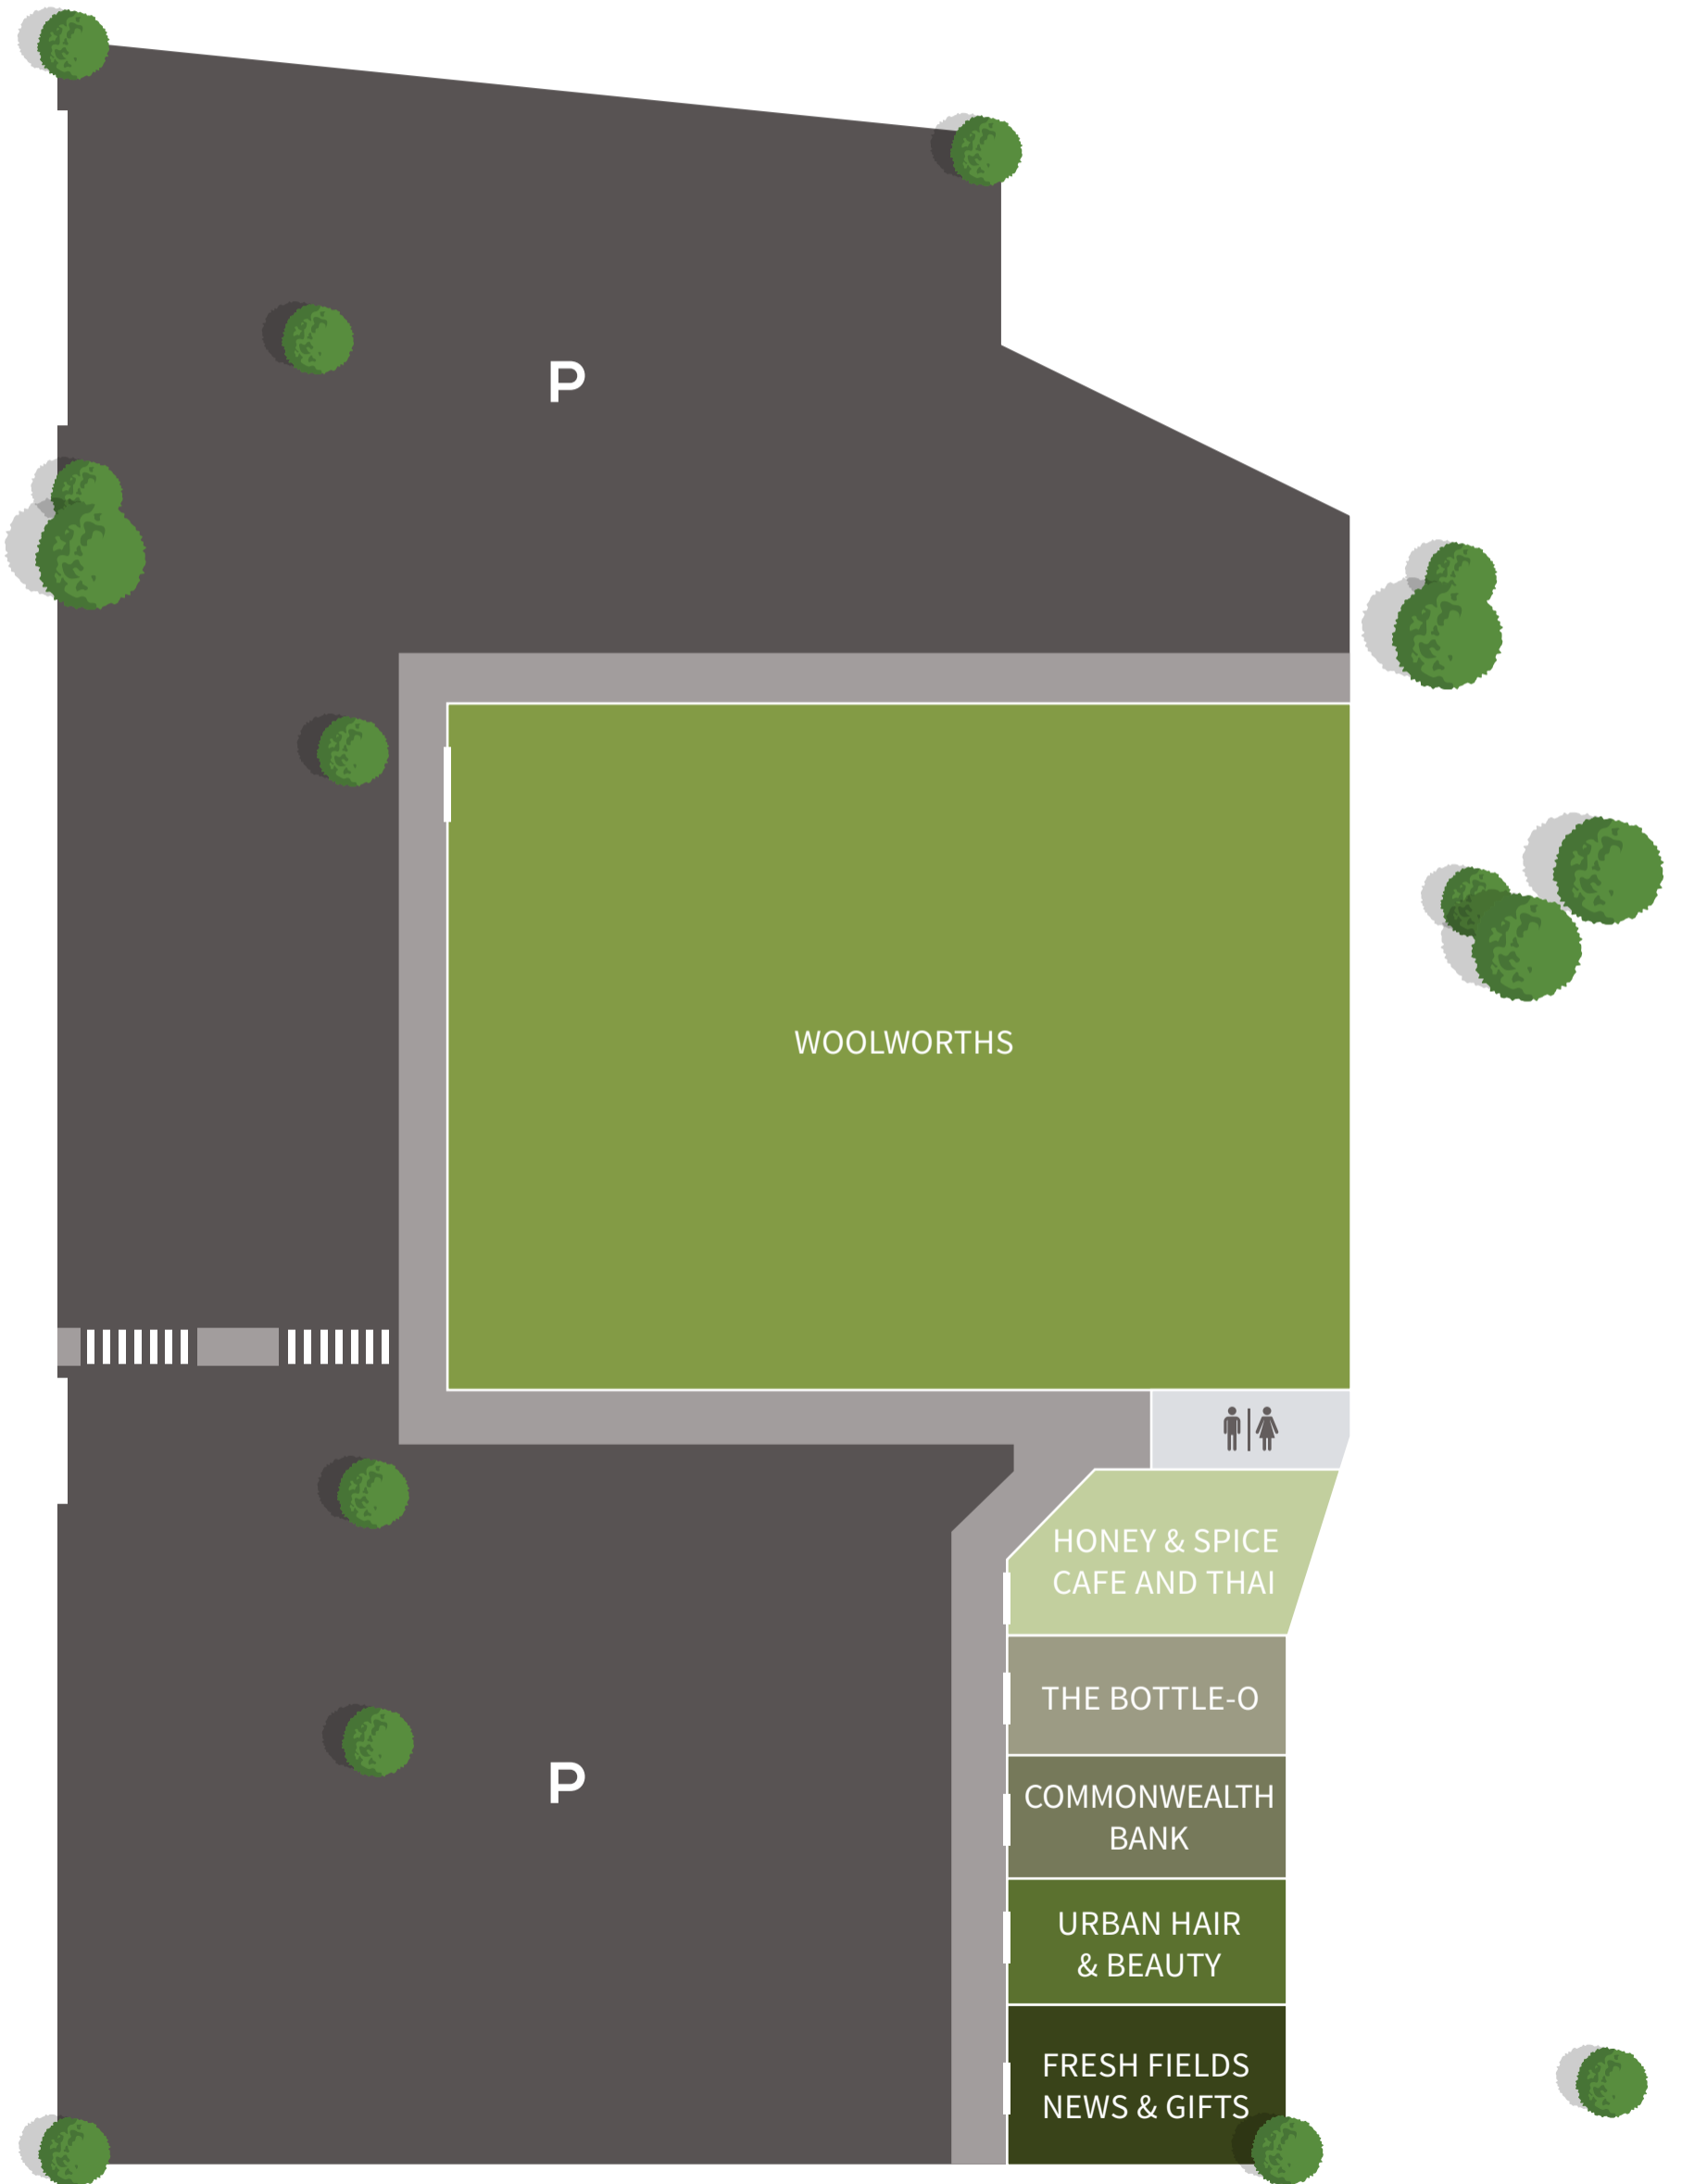 P
WOOLWORTHS
HONEY & SPICE
CAFE AND THAI
THE BOTTLE-O
P
COMMONWEALTH
BANK
URBAN HAIR
& BEAUTY
FRESH FIELDS
NEWS & GIFTS